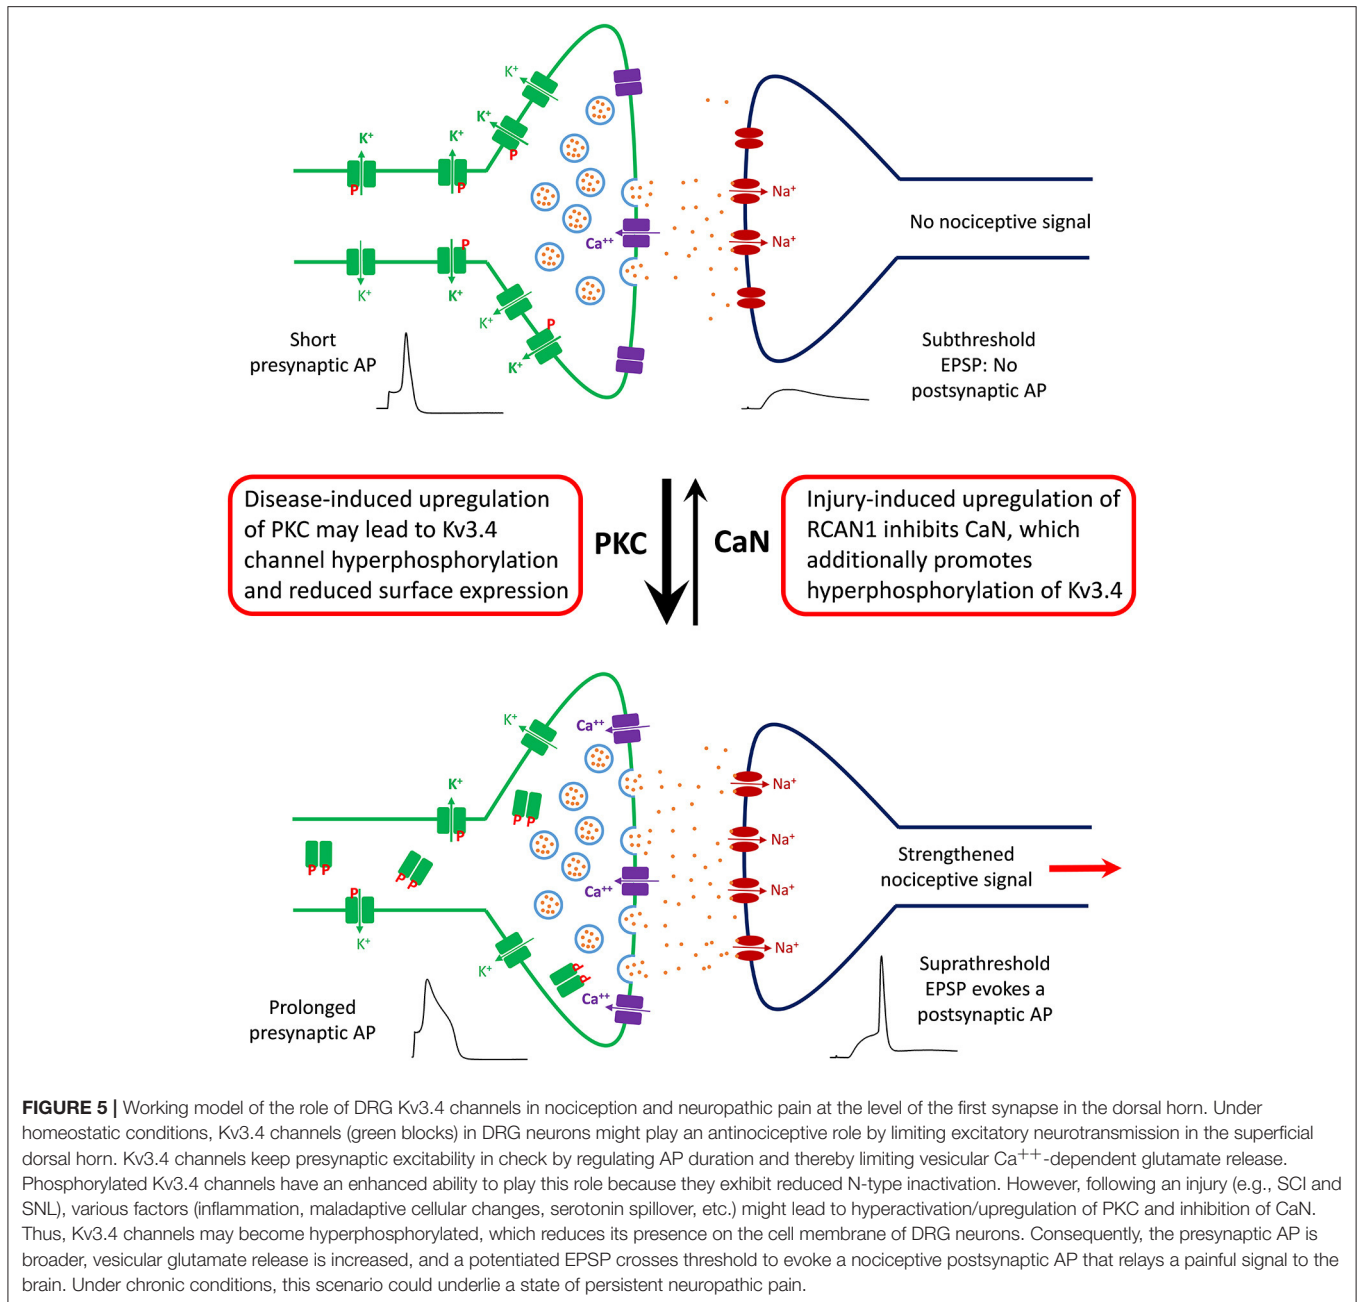 K+
K+
K+
K+
P
P
P
Na+
Ca++
Na+
No nociceptive signal
P
K+
K+
K+
P
K+
Short
presynaptic AP
Subthreshold
EPSP: No
postsynaptic AP
Disease-induced upregulation
of PKC may lead to Kv3.4
channel hyperphosphorylation
and reduced surface expression
PKC
CaN
Injury-induced upregulation of
RCAN1 inhibits CaN, which
additionally promotes
hyperphosphorylation of Kv3.4
K+
Ca++
K+
P
P P
P P
P P
P
K+
K+
P P
Ca++
Ca++
Na+
Na+
Na+
Na+
Strengthened
nociceptive signal
Prolonged
presynaptic AP
Suprathreshold
EPSP evokes a
postsynaptic AP
FIGURE 5 | Working model of the role of DRG Kv3.4 channels in nociception and neuropathic pain at the level of the first synapse in the dorsal horn. Under
homeostatic conditions, Kv3.4 channels (green blocks) in DRG neurons might play an antinociceptive role by limiting excitatory neurotransmission in the superficial
dorsal horn. Kv3.4 channels keep presynaptic excitability in check by regulating AP duration and thereby limiting vesicular Ca++-dependent glutamate release.
Phosphorylated Kv3.4 channels have an enhanced ability to play this role because they exhibit reduced N-type inactivation. However, following an injury (e.g., SCI and
SNL), various factors (inflammation, maladaptive cellular changes, serotonin spillover, etc.) might lead to hyperactivation/upregulation of PKC and inhibition of CaN.
Thus, Kv3.4 channels may become hyperphosphorylated, which reduces its presence on the cell membrane of DRG neurons. Consequently, the presynaptic AP is
broader, vesicular glutamate release is increased, and a potentiated EPSP crosses threshold to evoke a nociceptive postsynaptic AP that relays a painful signal to the
brain. Under chronic conditions, this scenario could underlie a state of persistent neuropathic pain.